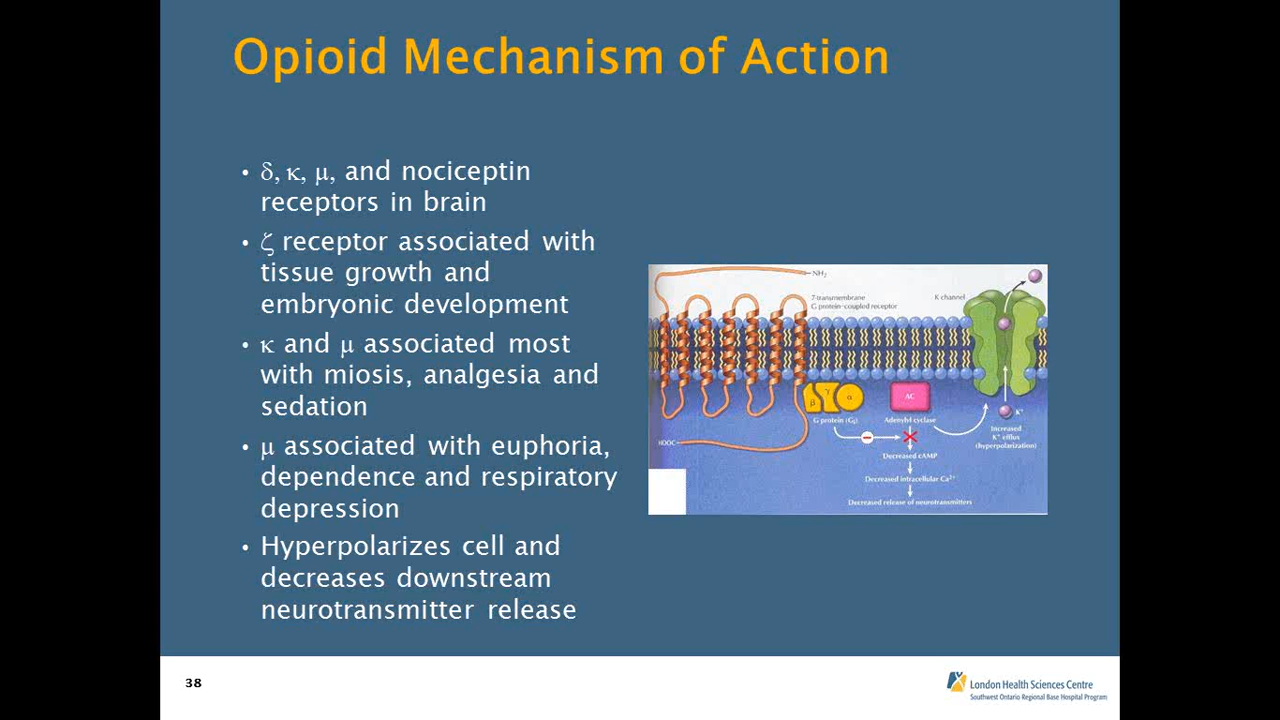 Opioid Mechanism of Action
• δ, κ, μ, and nociceptin
receptors in brain
• ζ receptor associated with
tissue growth and
embryonic development
• κ and μ associated most
with miosis, analgesia and
sedation
• μ associated with euphoria,
dependence and respiratory
depression
• Hyperpolarizes cell and
decreases downstream
neurotransmitter release
NH₂
7-transmembrane
G protein-coupled receptor
K channel
β
γ
α
AC
G protein (Gᵢ)
Adenylyl cyclase
K⁺
Increased
K⁺ efflux
(hyperpolarization)
HOOC
Decreased cAMP
Decreased intracellular Ca²⁺
Decreased release of neurotransmitters
38
London Health Sciences Centre
Southwest Ontario Regional Base Hospital Program